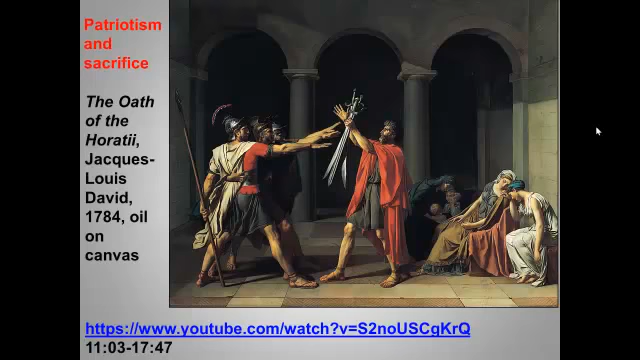 Patriotism
and
sacrifice
The Oath
of the
Horatii,
Jacques-
Louis
David,
1784, oil
on
canvas
https://www.youtube.com/watch?v=S2noUSCgKrQ
11:03-17:47